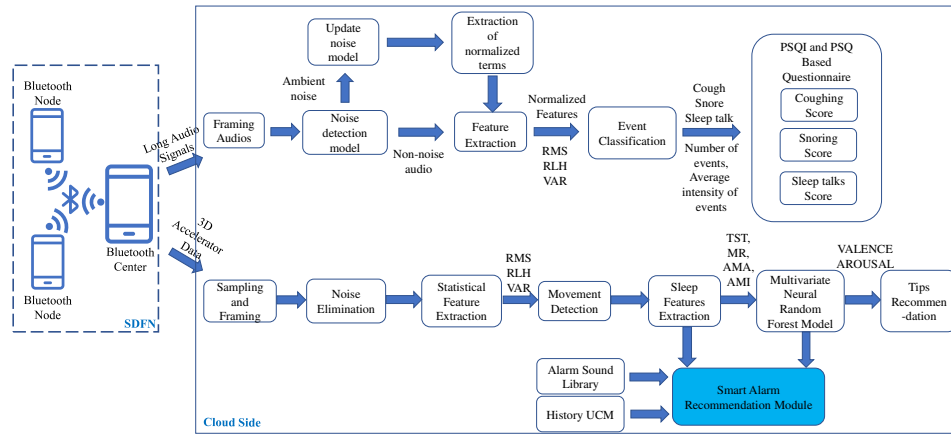 Bluetooth
Node
Bluetooth
Center
Bluetooth
Node
SDFN
Long Audio
Signals
3D
Accelerator
Data
Framing
Audios
Noise
detection
model
Ambient
noise
Update
noise
model
Extraction
of
normalized
terms
Non-noise
audio
Feature
Extraction
Normalized
Features
RMS
RLH
VAR
Event
Classification
Cough
Snore
Sleep talk
Number of
events,
Average
intensity of
events
PSQI and PSQ
Based
Questionnaire
Coughing
Score
Snoring
Score
Sleep talks
Score
Sampling
and
Framing
Noise
Elimination
Statistical
Feature
Extraction
RMS
RLH
VAR
Movement
Detection
Sleep
Features
Extraction
TST,
MR,
AMA,
AMI
Multivariate
Neural
Random
Forest Model
VALENCE
AROUSAL
Tips
Recommen
-dation
Alarm Sound
Library
History UCM
Smart Alarm
Recommendation Module
Cloud Side